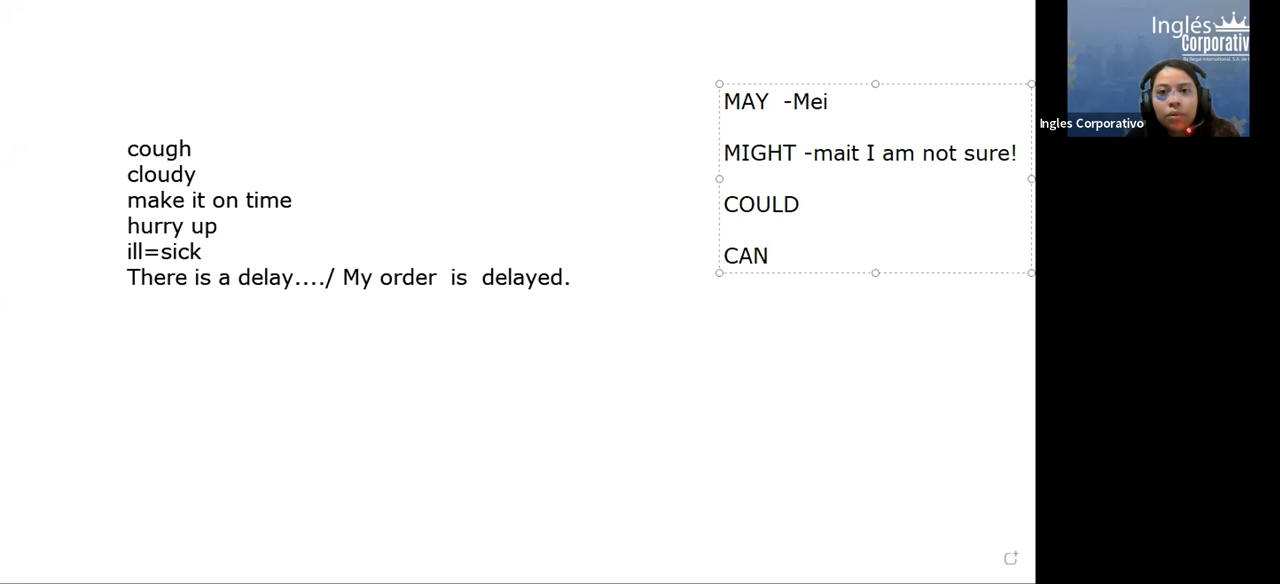 cough
cloudy
make it on time
hurry up
ill=sick
There is a delay..../ My order is delayed.
MAY -Mei
MIGHT -mait I am not sure!
COULD
CAN
Inglés
Corporativ
Ingles Corporativo